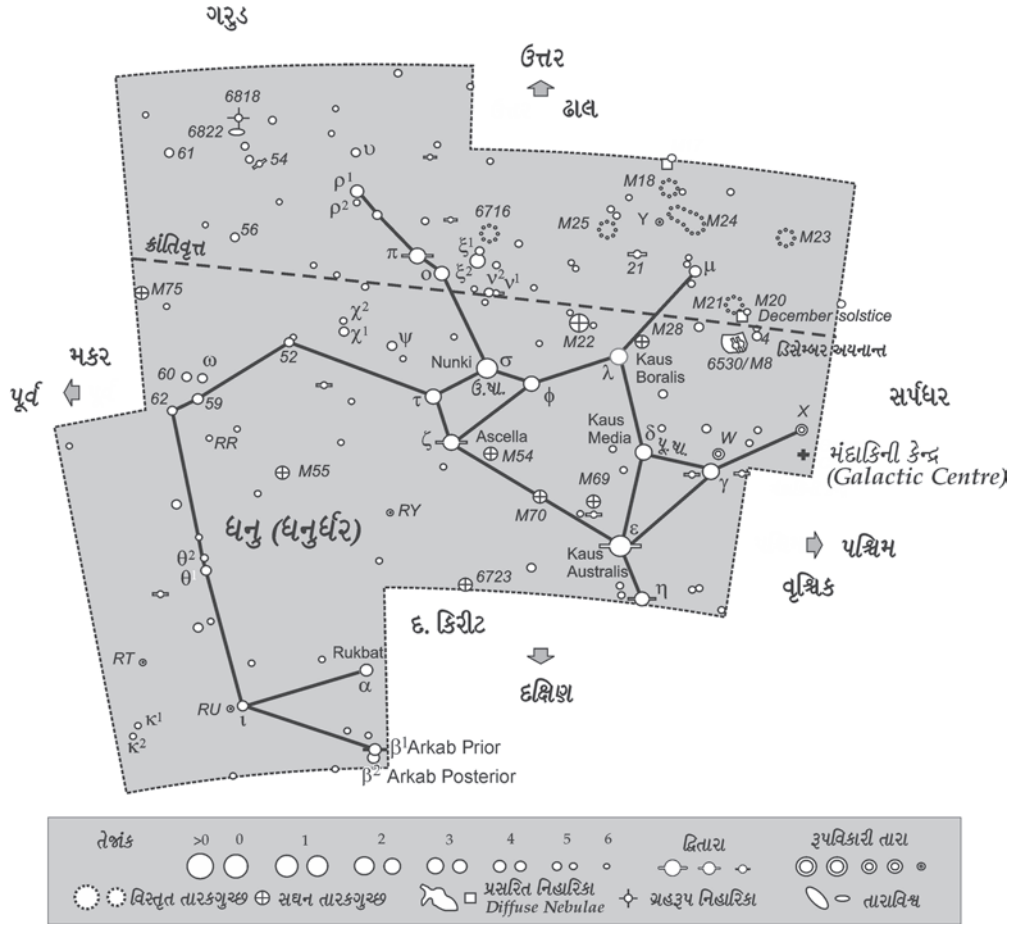 ગરુડ
ઉત્તર
ઢાલ
6818
6822
61
54
υ
ρ¹
ρ²
56
M18
Y
M24
M25
M23
6716
ξ¹
ξ²
π
ο
21
μ
ક્રાંતિવૃત્ત
ν² ν¹
M75
M21
M20
December solstice
ડિસેમ્બર અયનાન્ત
4
6530/ M8
χ²
χ¹
ψ
M22
M28
52
મકર
પૂર્વ
Nunki σ
ઉ.ષા.
λ Kaus
Boralis
60 ω
62 59
τ
φ
સર્પધર
RR
ζ Ascella
M54
Kaus
Media δ
પૂ.ષા.
W
X
γ
મંદાકિની કેન્દ્ર
(Galactic Centre)
M55
M69
M70
RY
ધનુ (ધનુર્ધર)
ε
Kaus
Australis
પશ્ચિમ
વૃશ્ચિક
θ²
θ
6723
η
દ. કિરીટ
દક્ષિણ
RT
Rukbat
α
RU ι
κ¹
κ²
β¹ Arkab Prior
β² Arkab Posterior
તેજાંક >0 0 1 2 3 4 5 6 દ્વિતારા રૂપવિકારી તારા
વિસ્તૃત તારકગુચ્છ સઘન તારકગુચ્છ પ્રસરિત નિહારિકા ગ્રહરૂપ નિહારિકા તારાવિશ્વ
Diffuse Nebulae